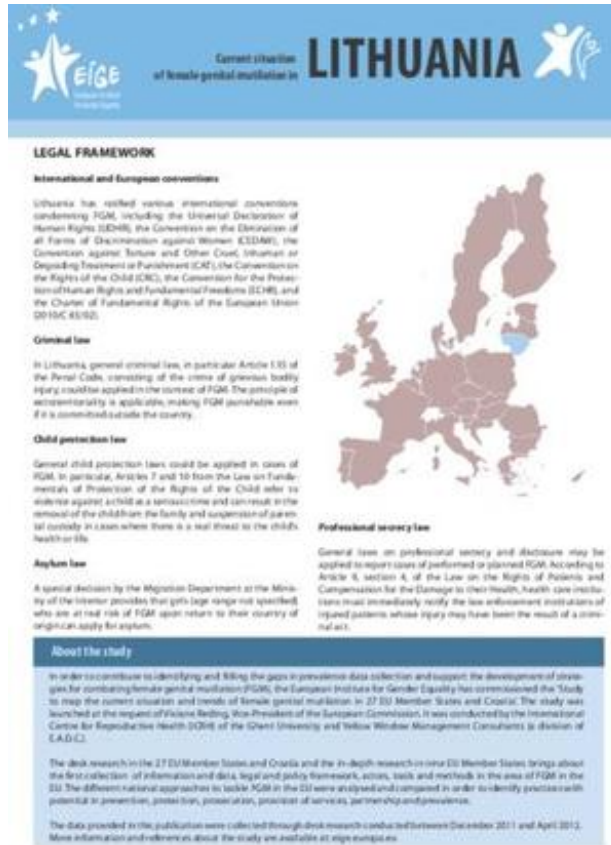 EIGE
Current situation
of female genital mutilation in
LITHUANIA
LEGAL FRAMEWORK
International and European conventions
Lithuania has ratified various international conventions
condemning FGM, including the Universal Declaration of
Human Rights (UDHR), the Convention on the Elimination of
all Forms of Discrimination against Women (CEDAW), the
Convention against Torture and Other Cruel, Inhuman or
Degrading Treatment or Punishment (CAT), the Convention on
the Rights of the Child (CRC), the Convention for the Protec-
tion of Human Rights and Fundamental Freedoms (ECHR), and
the Charter of Fundamental Rights of the European Union
(2010/C 83/02).
Criminal law
In Lithuania, general criminal law, in particular Article 135 of
the Penal Code, consisting of the crime of grievous bodily
injury, could be applied in the context of FGM. The principle of
extraterritoriality is applicable, making FGM punishable even
if it is committed outside the country.
Child protection law
General child protection laws could be applied in cases of
FGM. In particular, Articles 7 and 10 from the Law on Funda-
mentals of Protection of the Rights of the Child refer to
violence against a child as a serious crime and can result in the
removal of the child from the family and suspension of paren-
tal custody in cases where there is a real threat to the child's
health or life.
Asylum law
A special decision by the Migration Department at the Minis-
try of the Interior provides that girls (age range not specified)
who are at real risk of FGM upon return to their country of
origin can apply for asylum.
Professional secrecy law
General laws on professional secrecy and disclosure may be
applied to report cases of performed or planned FGM. According to
Article 9, section 4, of the Law on the Rights of Patients and
Compensation for the Damage to their Health, health care institu-
tions must immediately notify the law enforcement institutions of
injured patients whose injury may have been the result of a crimi-
nal act.
About the study
In order to contribute to identifying and filling the gaps in prevalence data collection and support the development of strate-
gies for combating female genital mutilation (FGM), the European Institute for Gender Equality has commissioned the 'Study
to map the current situation and trends of female genital mutilation in 27 EU Member States and Croatia'. The study was
launched at the request of Viviane Reding, Vice-President of the European Commission. It was conducted by the International
Centre for Reproductive Health (ICRH) of the Ghent University and Yellow Window Management Consultants (a division of
E.A.D.C.).
The desk research in the 27 EU Member States and Croatia and the in-depth research in nine EU Member States brings about
the first collection of information and data, legal and policy framework, actors, tools and methods in the area of FGM in the
EU. The different national approaches to tackle FGM in the EU were analysed and compared in order to identify practices with
potential in prevention, protection, prosecution, provision of services, partnership and prevalence.
The data provided in this publication were collected through desk research conducted between December 2011 and April 2012.
More information and references about the study are available at eige.europa.eu